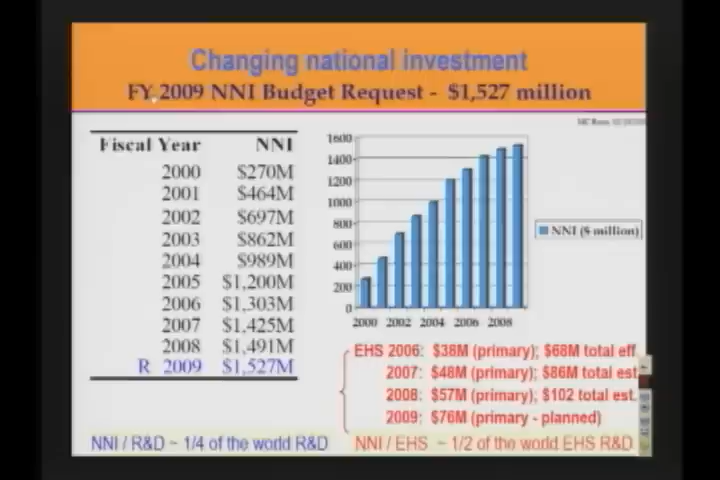 Changing national investment
FY 2009 NNI Budget Request - $1,527 million
Fiscal Year NNI
2000 $270M
2001 $464M
2002 $697M
2003 $862M
2004 $989M
2005 $1,200M
2006 $1,303M
2007 $1,425M
2008 $1,491M
R 2009 $1,527M
1600
1400
1200
1000
800
600
400
200
0
2000 2002 2004 2006 2008
NNI ($ million)
EHS 2006: $38M (primary); $68M total eff
2007: $48M (primary); $86M total est
2008: $57M (primary); $102 total est.
2009: $76M (primary - planned)
NNI / R&D ~ 1/4 of the world R&D
NNI / EHS ~ 1/2 of the world EHS R&D